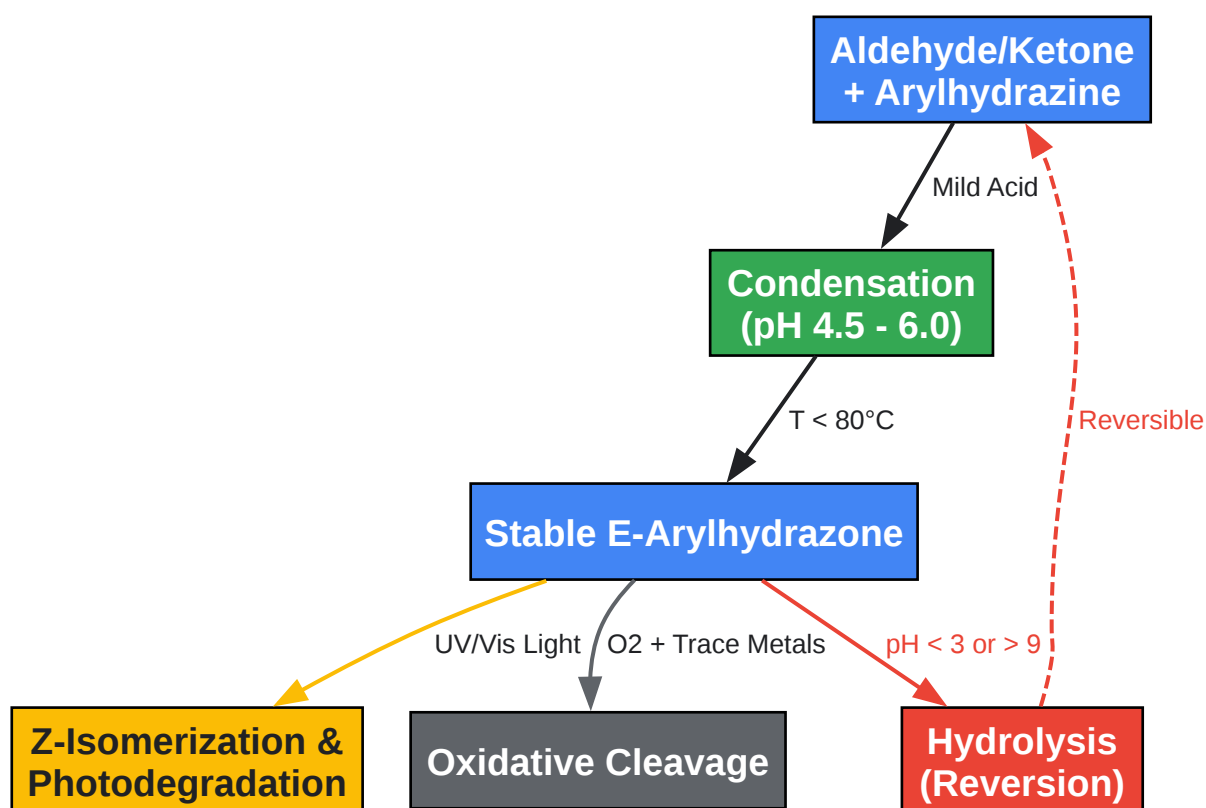 Aldehyde/Ketone
+ Arylhydrazine
Mild Acid
Condensation
(pH 4.5 - 6.0)
T < 80°C
Reversible
Stable E-Arylhydrazone
UV/Vis Light
O2 + Trace Metals
pH < 3 or > 9
Z-Isomerization &
Photodegradation
Oxidative Cleavage
Hydrolysis
(Reversion)